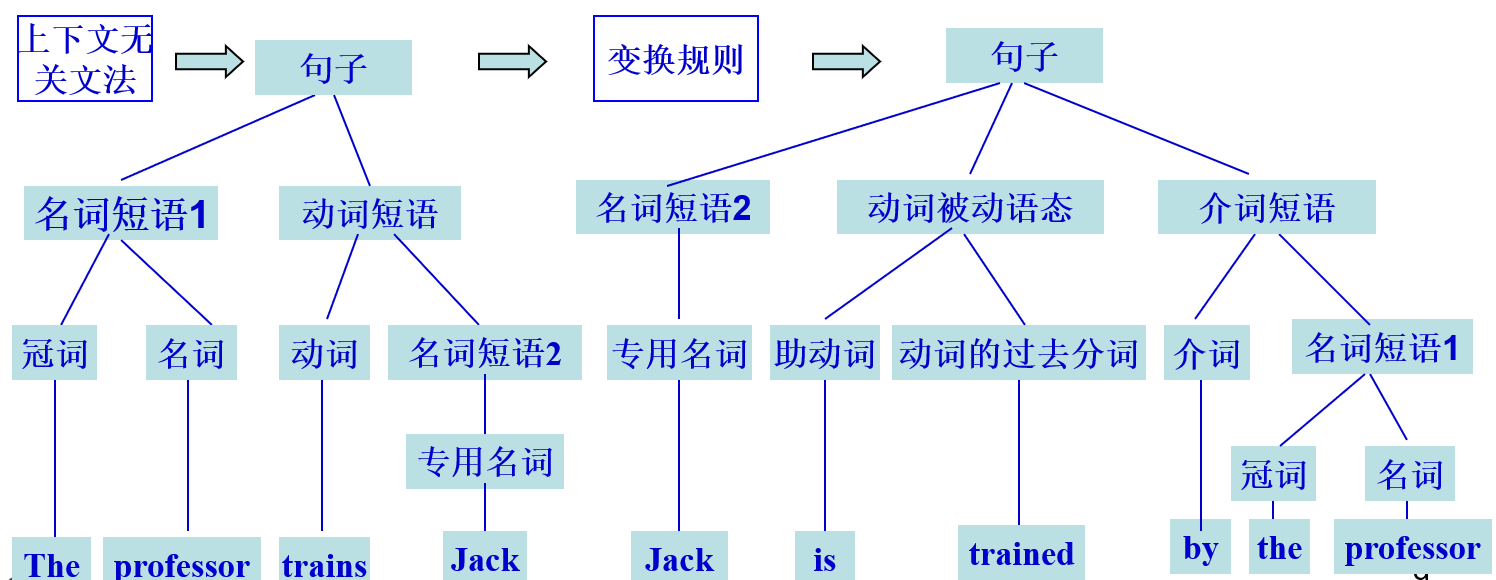 上下文无
关文法
句子
变换规则
句子
名词短语1
动词短语
名词短语2
动词被动语态
介词短语
冠词
名词
动词
名词短语2
专用名词
助动词
动词的过去分词
介词
名词短语1
专用名词
冠词
名词
The
professor
trains
Jack
Jack
is
trained
by
the
professor